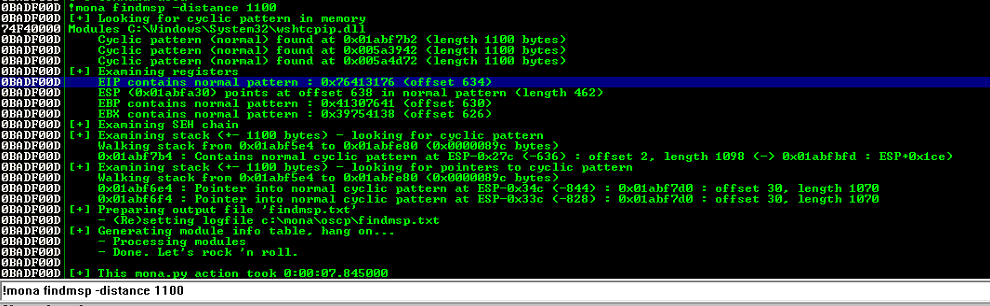 0BADF00D !mona findmsp -distance 1100
0BADF00D [+] Looking for cyclic pattern in memory
74F40000 Modules C:\Windows\System32\wshtcpip.dll
0BADF00D Cyclic pattern (normal) found at 0x01abf7b2 (length 1100 bytes)
0BADF00D Cyclic pattern (normal) found at 0x005a3942 (length 1100 bytes)
0BADF00D Cyclic pattern (normal) found at 0x005a4d72 (length 1100 bytes)
0BADF00D [+] Examining registers
0BADF00D EIP contains normal pattern : 0x76413176 (offset 634)
0BADF00D ESP (0x01abfa30) points at offset 638 in normal pattern (length 462)
0BADF00D EBP contains normal pattern : 0x41307641 (offset 630)
0BADF00D EBX contains normal pattern : 0x39754138 (offset 626)
0BADF00D [+] Examining SEH chain
0BADF00D [+] Examining stack (+- 1100 bytes) - looking for cyclic pattern
0BADF00D Walking stack from 0x01abf5e4 to 0x01abfe80 (0x0000089c bytes)
0BADF00D 0x01abf7b4 : Contains normal cyclic pattern at ESP-0x27c (-636) : offset 2, length 1098 (-> 0x01abfbfd : ESP+0x1ce)
0BADF00D [+] Examining stack (+- 1100 bytes) - looking for pointers to cyclic pattern
0BADF00D Walking stack from 0x01abf5e4 to 0x01abfe80 (0x0000089c bytes)
0BADF00D 0x01abf6e4 : Pointer into normal cyclic pattern at ESP-0x34c (-844) : 0x01abf7d0 : offset 30, length 1070
0BADF00D 0x01abf6f4 : Pointer into normal cyclic pattern at ESP-0x33c (-828) : 0x01abf7d0 : offset 30, length 1070
0BADF00D [+] Preparing output file 'findmsp.txt'
0BADF00D - (Re)setting logfile c:\mona\oscp\findmsp.txt
0BADF00D [+] Generating module info table, hang on...
0BADF00D - Processing modules
0BADF00D - Done. Let's rock 'n roll.
0BADF00D
0BADF00D [+] This mona.py action took 0:00:07.845000
!mona findmsp -distance 1100